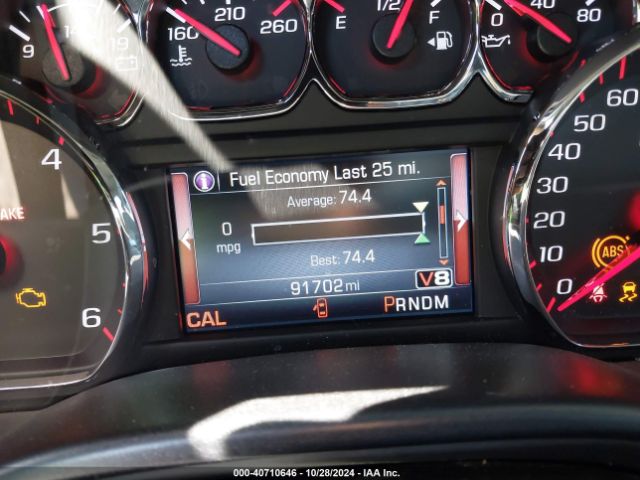 9 14 19
160 210 260
E 1/2 F
0 40 80
4
5
6
AKE
Fuel Economy Last 25 mi.
Average: 74.4
0
mpg
Best: 74.4
91702 mi
V8
CAL
PRNDM
60
50
40
30
20
10
0
ABS
000-40710646 - 10/28/2024 - IAA Inc.